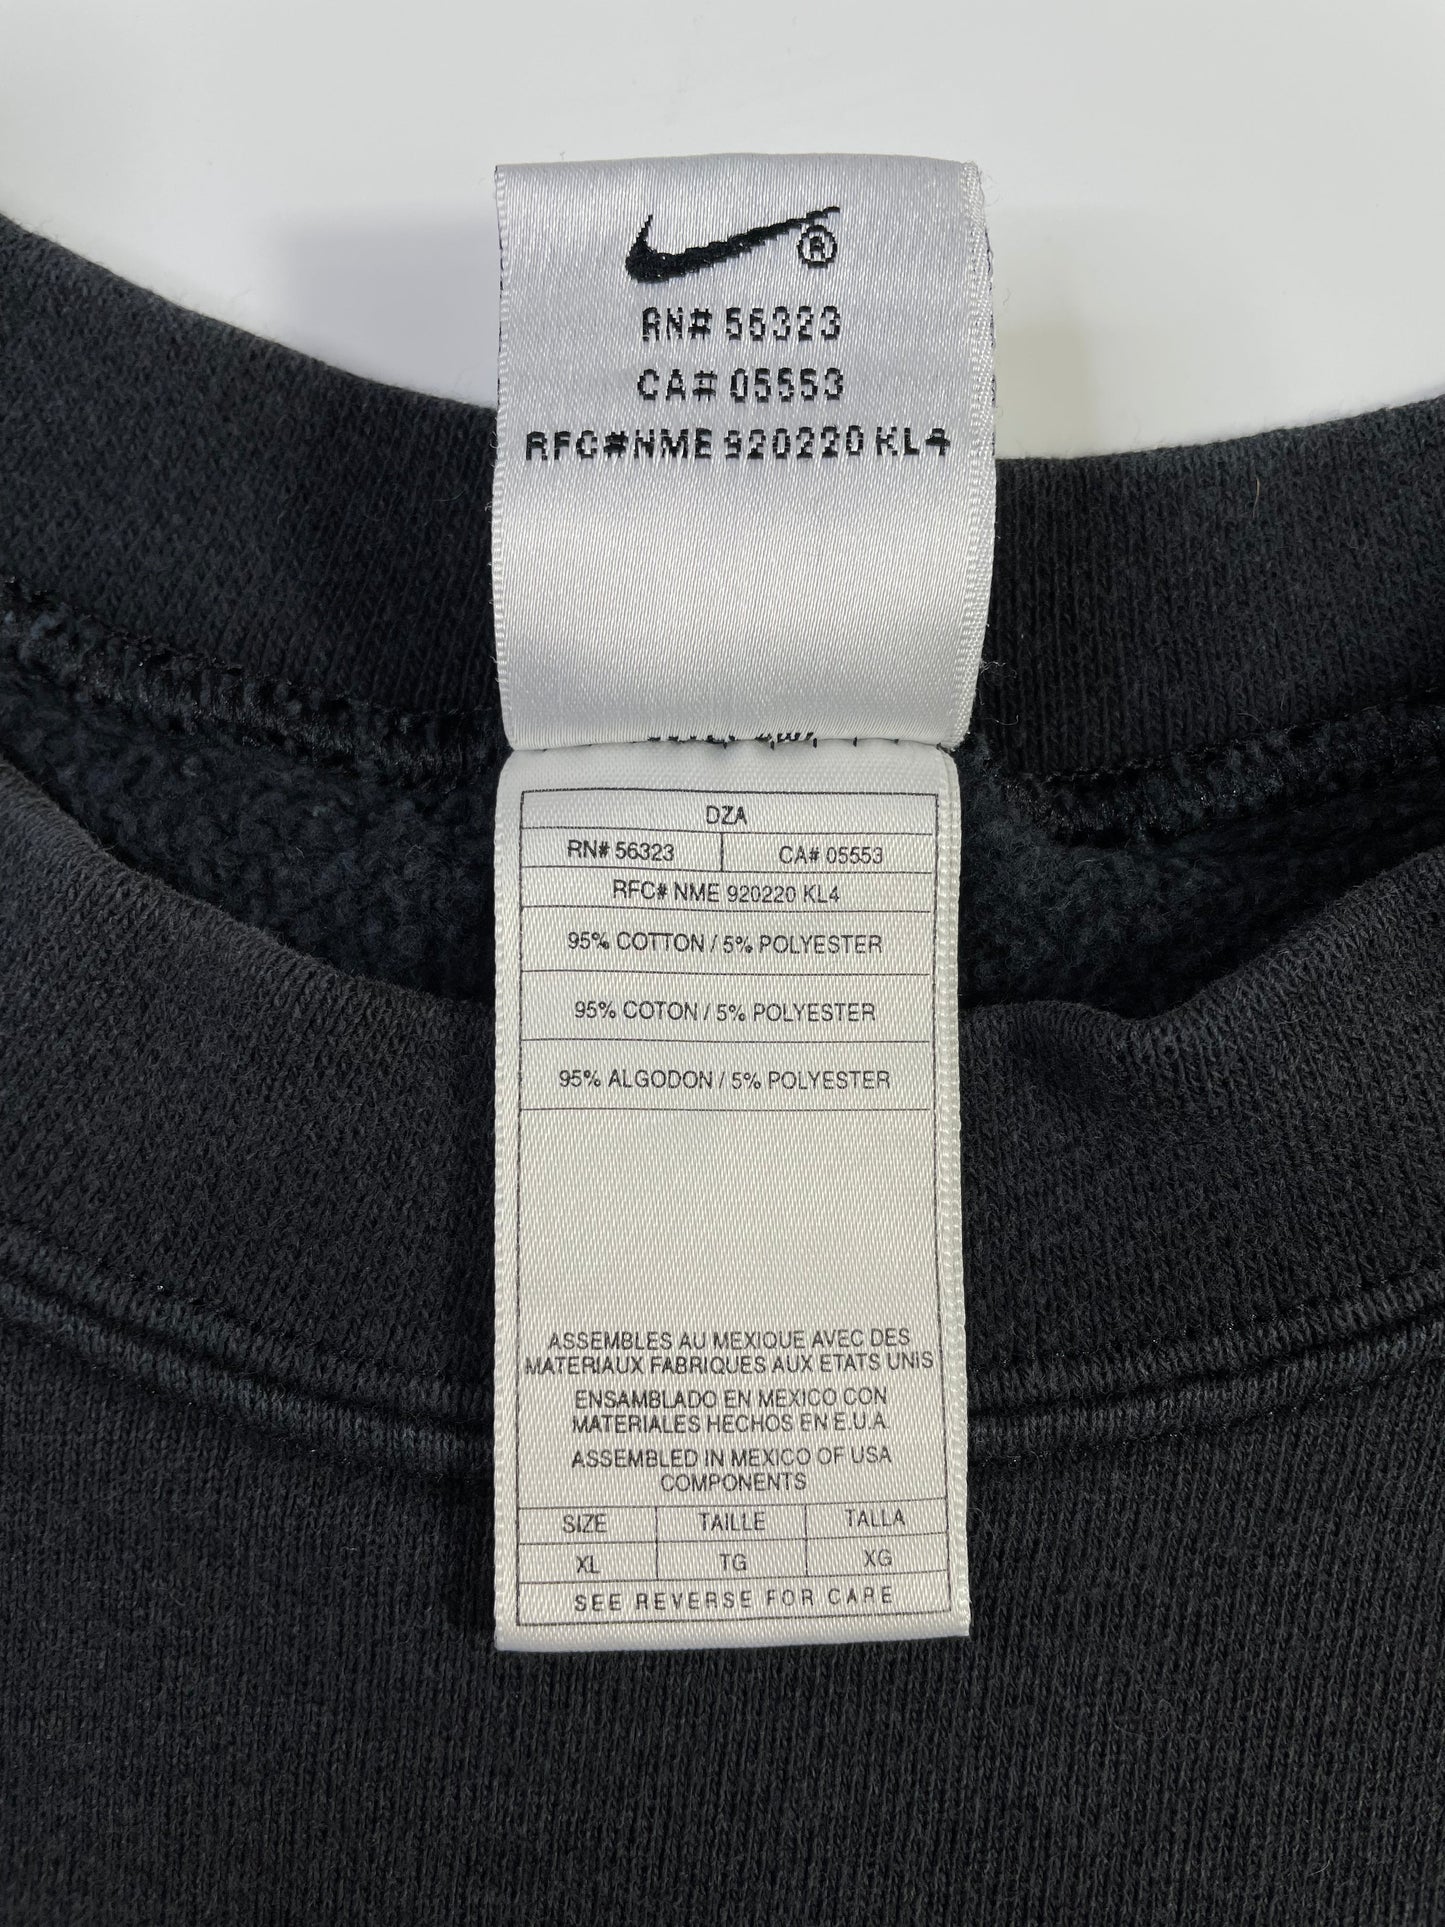 ®
RN# 56323
CA# 05553
RFC#NME 920220 KL4
DZA
RN# 56323
CA# 05553
RFC# NME 920220 KL4
95% COTTON / 5% POLYESTER
95% COTON / 5% POLYESTER
95% ALGODON / 5% POLYESTER
ASSEMBLES AU MEXIQUE AVEC DES
MATERIAUX FABRIQUES AUX ETATS UNIS
ENSAMBLADO EN MEXICO CON
MATERIALES HECHOS EN E.U.A.
ASSEMBLED IN MEXICO OF USA
COMPONENTS
SIZE TAILLE TALLA
XL TG XG
SEE REVERSE FOR CARE